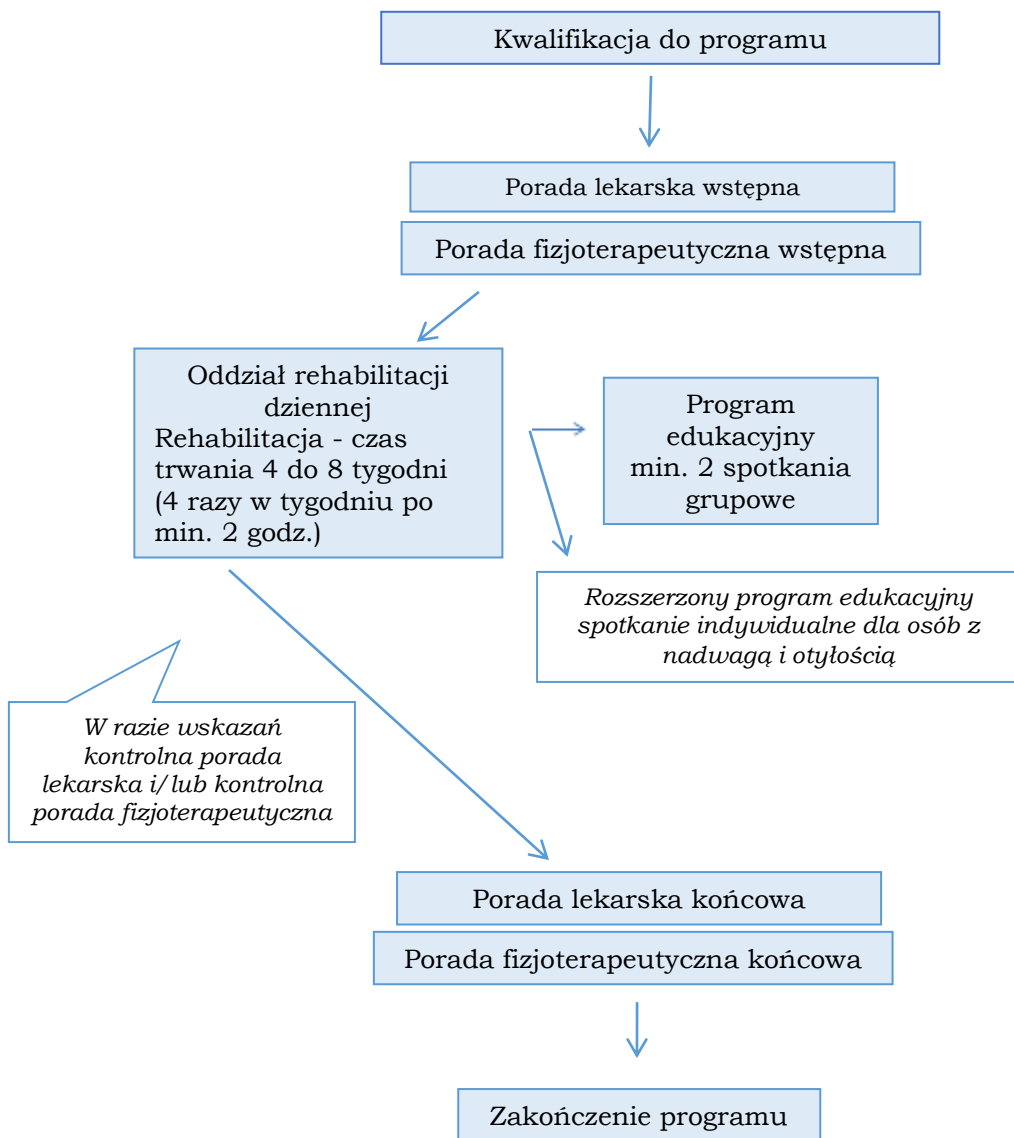 Kwalifikacja do programu
Porada lekarska wstępna
Porada fizjoterapeutyczna wstępna
Oddział rehabilitacji
dziennej
Rehabilitacja - czas
trwania 4 do 8 tygodni
(4 razy w tygodniu po
min. 2 godz.)
Program
edukacyjny
min. 2 spotkania
grupowe
Rozszerzony program edukacyjny
spotkanie indywidualne dla osób z
nadwagą i otyłością
W razie wskazań
kontrolna porada
lekarska i/lub kontrolna
porada fizjoterapeutyczna
Porada lekarska końcowa
Porada fizjoterapeutyczna końcowa
Zakończenie programu